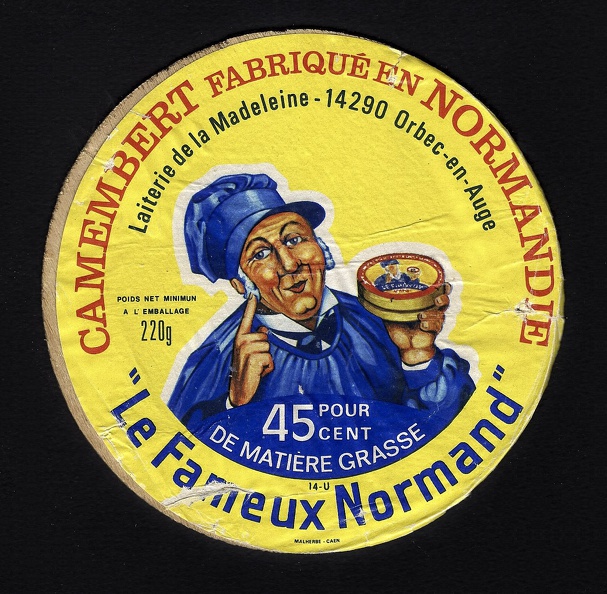 CAMEMBERT FABRIQUÉ EN NORMANDIE
Laiterie de la Madeleine - 14290 Orbec-en-Auge
POIDS NET MINIMUM
A L'EMBALLAGE
220g
45 POUR CENT
DE MATIÈRE GRASSE
14-U
"Le Fameux Normand"
MALHERBE - CAEN